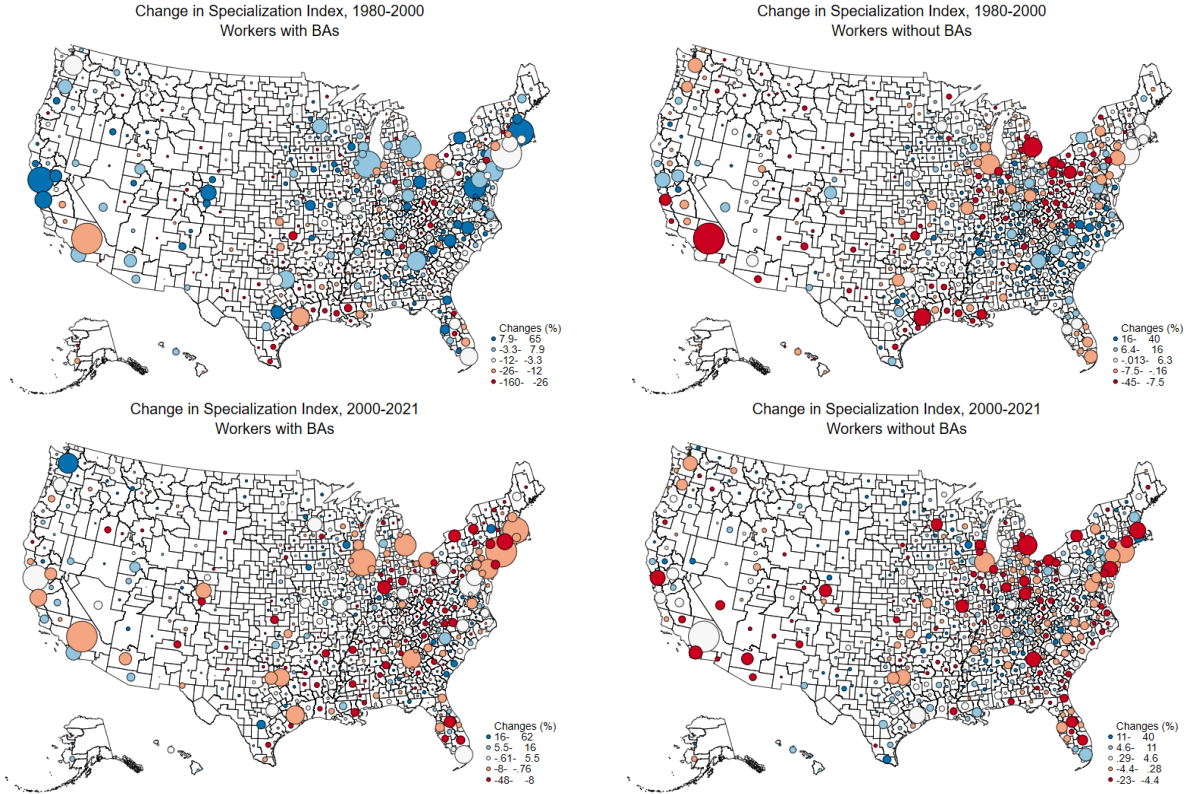 Change in Specialization Index, 1980-2000
Workers with BAs
Changes (%)
7.9- 65
-3.3- 7.9
-12- -3.3
-26- -12
-160- -26
Change in Specialization Index, 1980-2000
Workers without BAs
Changes (%)
16- 40
6.4- 16
-.013- 6.3
-7.5- -.16
-45- -7.5
Change in Specialization Index, 2000-2021
Workers with BAs
Changes (%)
16- 62
5.5- 16
-.61- 5.5
-8- -.76
-48- -8
Change in Specialization Index, 2000-2021
Workers without BAs
Changes (%)
11- 40
4.6- 11
.29- 4.6
-4.4- .28
-23- -4.4